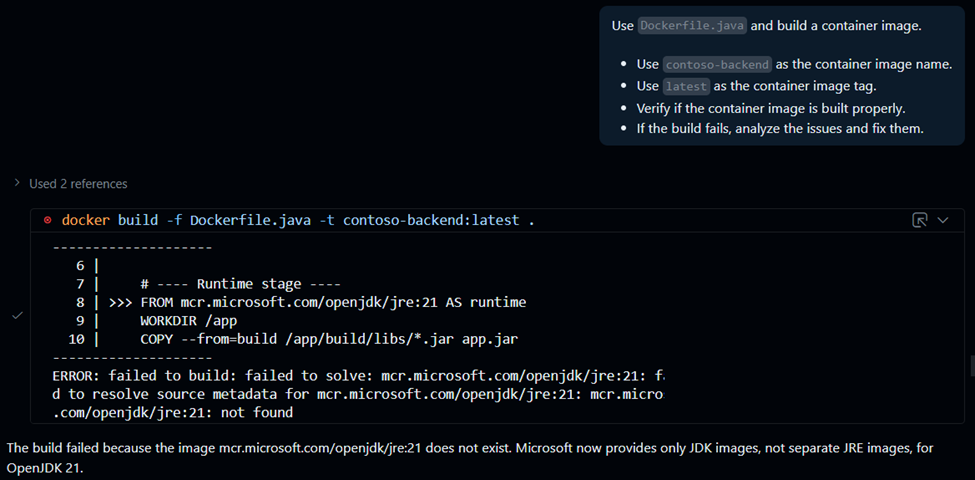 Use Dockerfile.java and build a container image.
• Use contoso-backend as the container image name.
• Use latest as the container image tag.
• Verify if the container image is built properly.
• If the build fails, analyze the issues and fix them.
Used 2 references
docker build -f Dockerfile.java -t contoso-backend:latest .
--------------------
6 |
7 |     # ---- Runtime stage ----
8 | >>> FROM mcr.microsoft.com/openjdk/jre:21 AS runtime
9 |     WORKDIR /app
10 |     COPY --from=build /app/build/libs/*.jar app.jar
--------------------
ERROR: failed to build: failed to solve: mcr.microsoft.com/openjdk/jre:21: f
d to resolve source metadata for mcr.microsoft.com/openjdk/jre:21: mcr.micro
.com/openjdk/jre:21: not found
The build failed because the image mcr.microsoft.com/openjdk/jre:21 does not exist. Microsoft now provides only JDK images, not separate JRE images, for
OpenJDK 21.